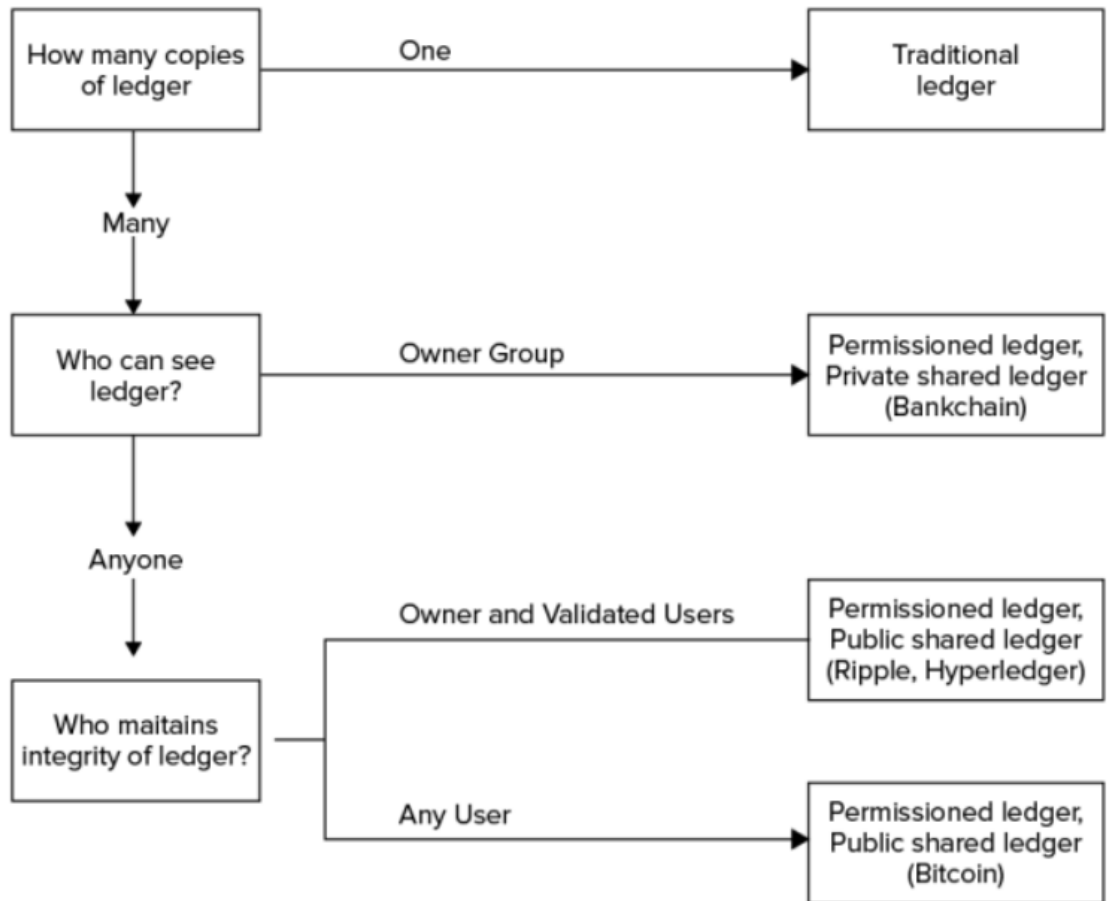 How many copies
of ledger
One
Traditional
ledger
Many
Who can see
ledger?
Owner Group
Permissioned ledger,
Private shared ledger
(Bankchain)
Anyone
Owner and Validated Users
Permissioned ledger,
Public shared ledger
(Ripple, Hyperledger)
Who maitains
integrity of ledger?
Any User
Permissioned ledger,
Public shared ledger
(Bitcoin)